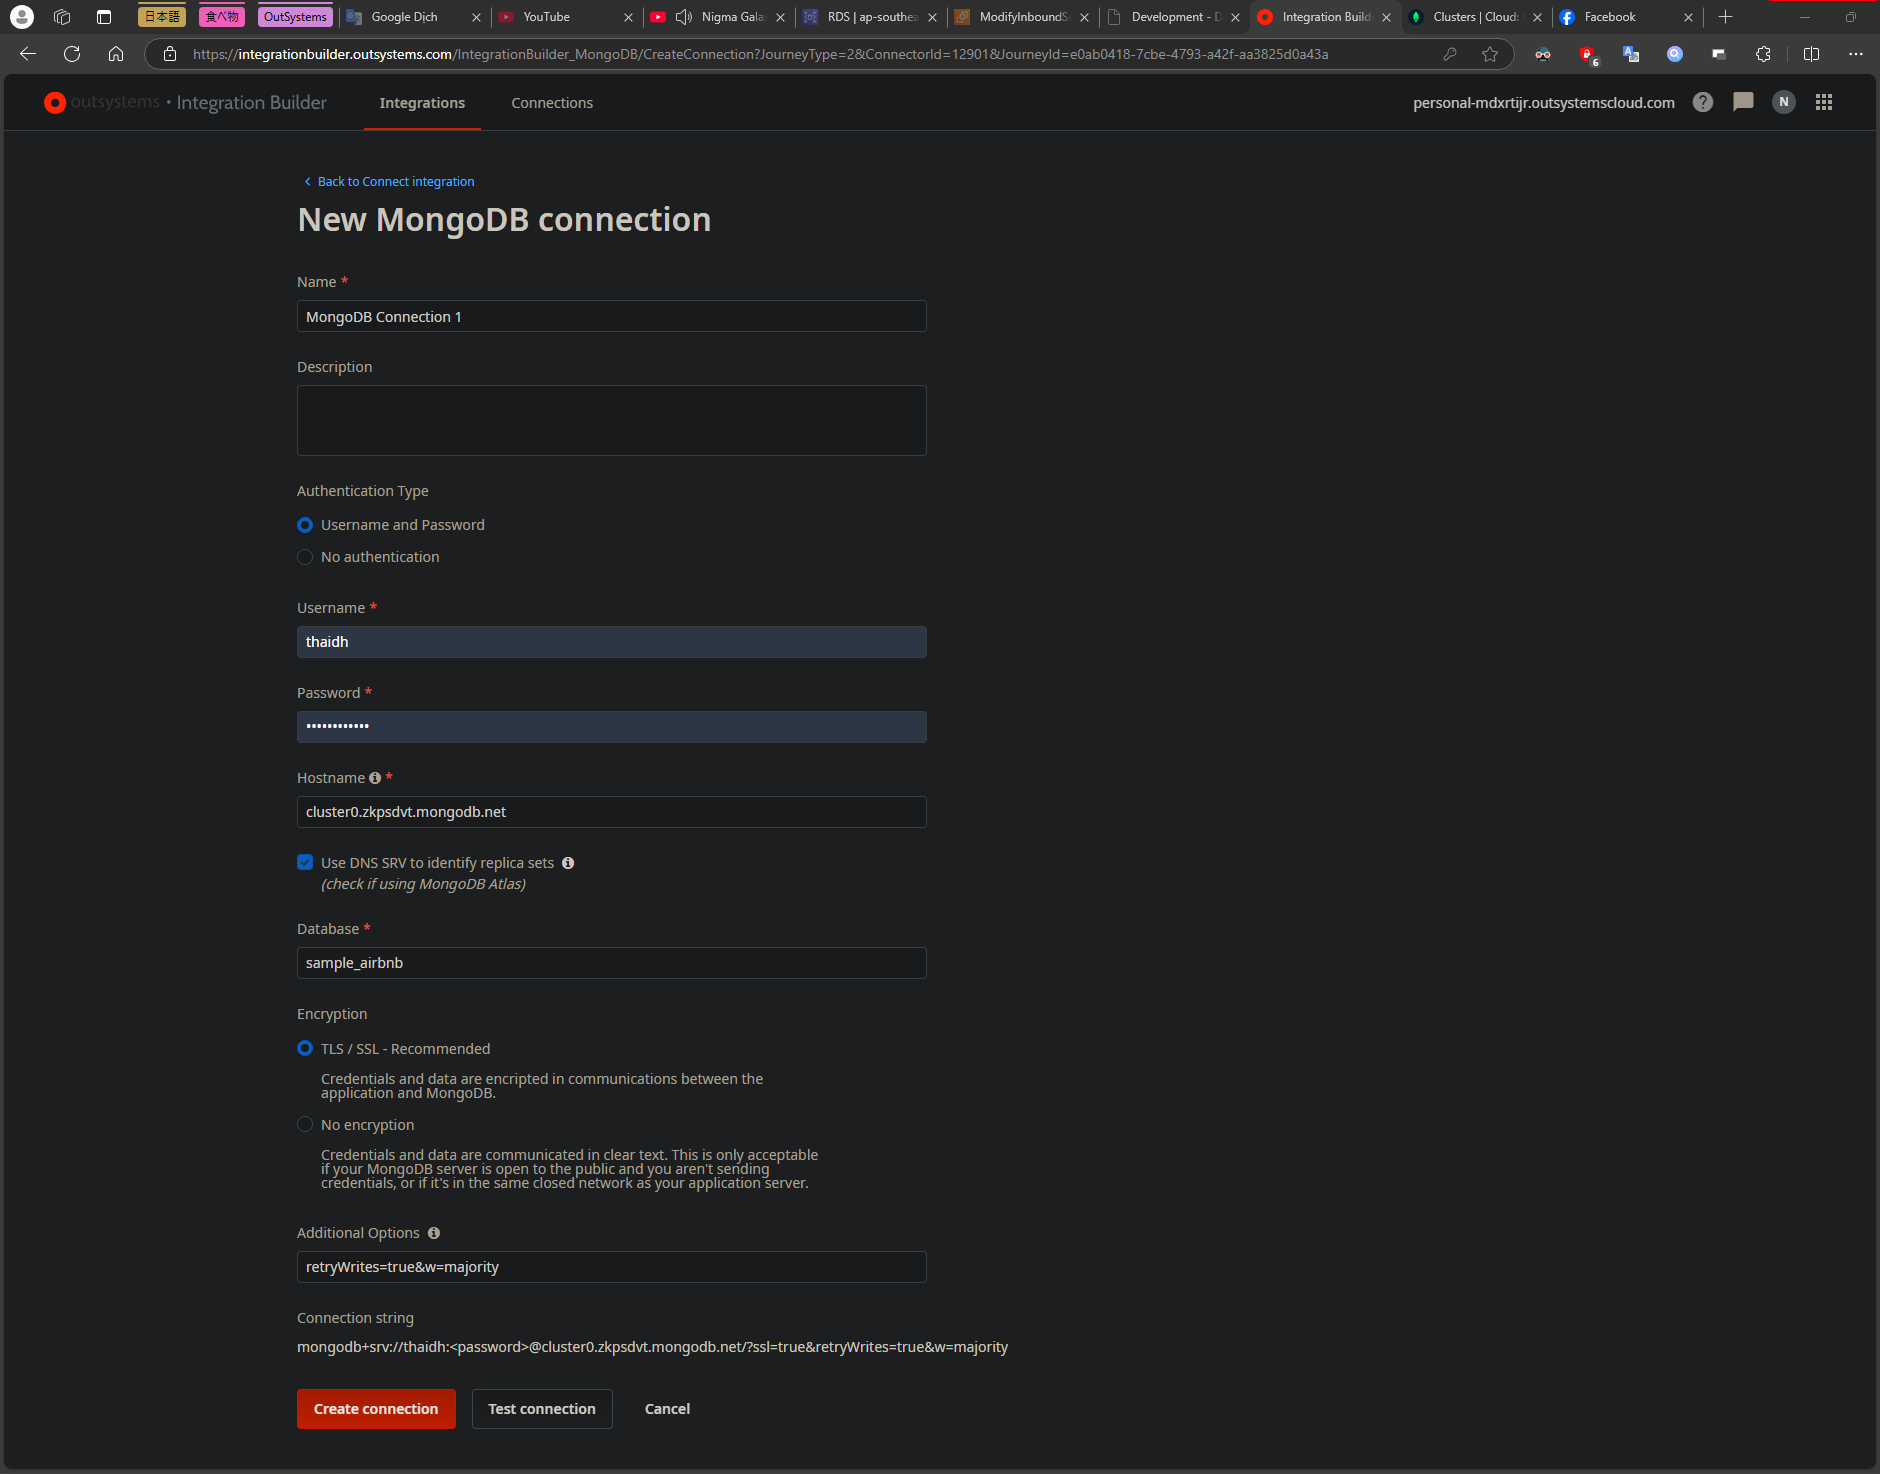 日本語
食べ物
OutSystems
Google Dịch
YouTube
Nigma Gala
RDS | ap-southea
ModifyInboundS
Development - D
Integration Build
Clusters | Cloud:
Facebook
https://integrationbuilder.outsystems.com/IntegrationBuilder_MongoDB/CreateConnection?JourneyType=2&ConnectorId=12901&JourneyId=e0ab0418-7cbe-4793-a42f-aa3825d0a43a
6
outsystems • Integration Builder
Integrations
Connections
personal-mdxrtijr.outsystemscloud.com
N
Back to Connect integration
New MongoDB connection
Name *
MongoDB Connection 1
Description
Authentication Type
Username and Password
No authentication
Username *
thaidh
Password *
••••••••••••
Hostname *
cluster0.zkpsdvt.mongodb.net
Use DNS SRV to identify replica sets
(check if using MongoDB Atlas)
Database *
sample_airbnb
Encryption
TLS / SSL - Recommended
Credentials and data are encripted in communications between the
application and MongoDB.
No encryption
Credentials and data are communicated in clear text. This is only acceptable
if your MongoDB server is open to the public and you aren't sending
credentials, or if it's in the same closed network as your application server.
Additional Options
retryWrites=true&w=majority
Connection string
mongodb+srv://thaidh:<password>@cluster0.zkpsdvt.mongodb.net/?ssl=true&retryWrites=true&w=majority
Create connection
Test connection
Cancel